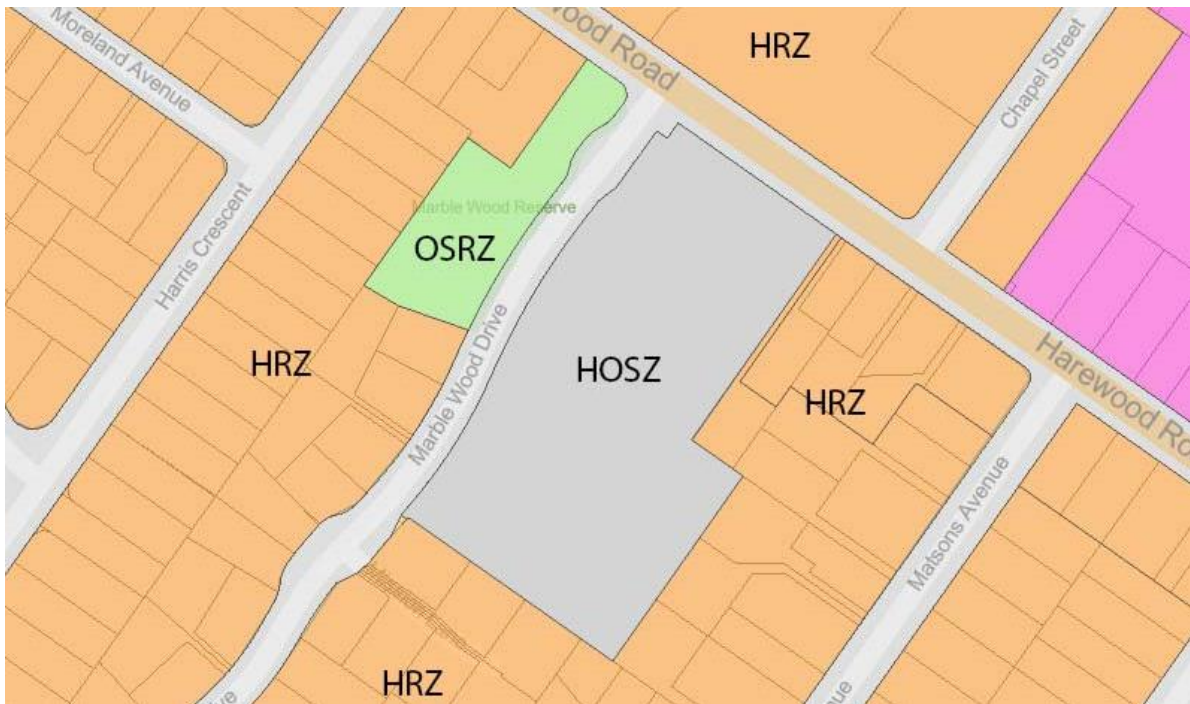 Moreland Avenue
wood Road
HRZ
Chapel Street
Marble Wood Reserve
OSRZ
Harris Crescent
HRZ
Marble Wood Drive
HOSZ
HRZ
Harewood Ro
Matsons Avenue
HRZ